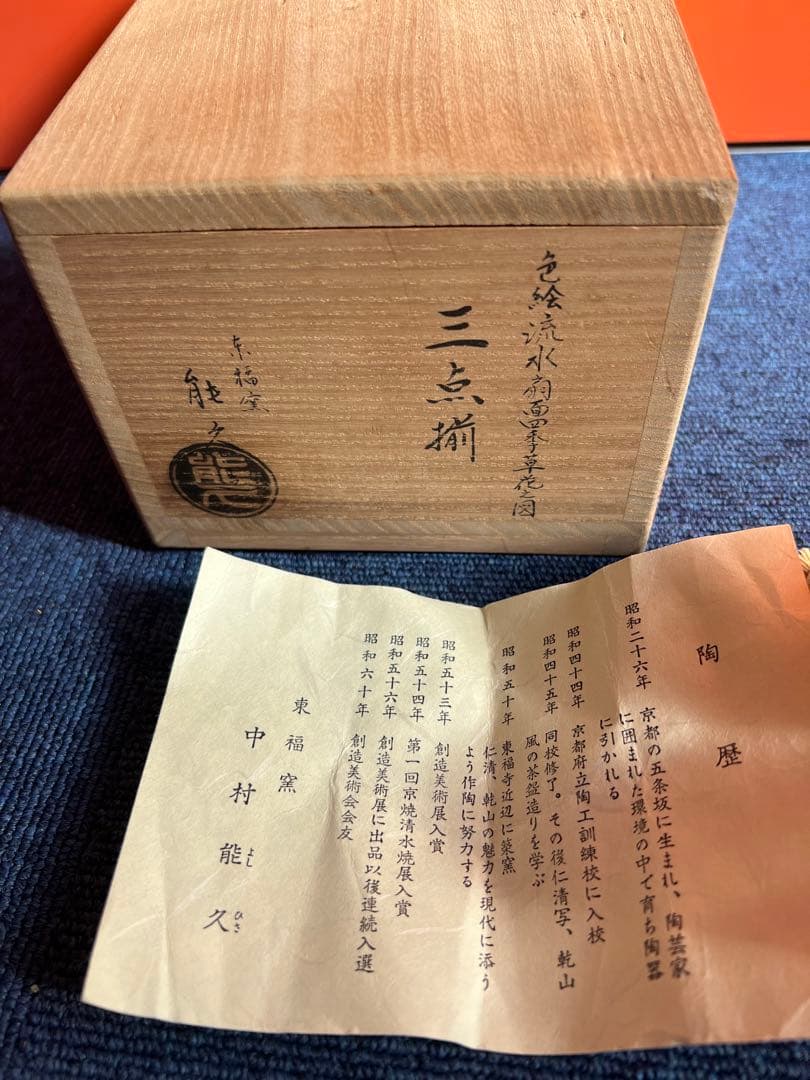 色絵流水扇面四季草花之図
三点揃
東福窯
能久
能久
陶歴
昭和二十六年 京都の五条坂に生まれ、陶芸家
に囲まれた環境の中で育ち陶器
に引かれる
昭和四十四年 京都府立陶工訓練校に入校
昭和四十五年 同校修了。その後仁清写、乾山
風の茶盌造りを学ぶ
昭和五十年 東福寺近辺に築窯
仁清、乾山の魅力を現代に添う
よう作陶に努力する
昭和五十三年 創造美術展入賞
昭和五十四年 第一回京焼清水焼展入賞
昭和五十六年 創造美術展に出品以後連続入選
昭和六十年 創造美術会会友
東福窯
中村能久
よしひさ